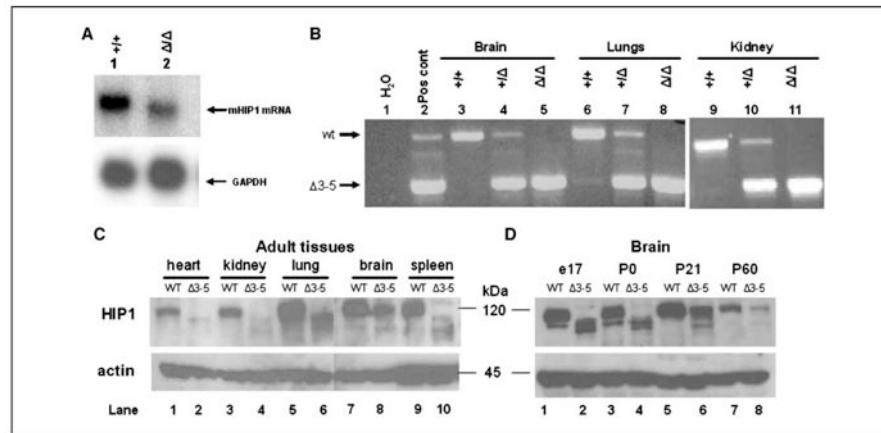 A
+/+ Δ/Δ
1 2
mHIP1 mRNA
GAPDH
B
Brain Lungs Kidney
H2O Pos cont +/+ +/Δ Δ/Δ +/+ +/Δ Δ/Δ +/+ +/Δ Δ/Δ
1 2 3 4 5 6 7 8 9 10 11
wt
Δ3-5
C
Adult tissues
heart kidney lung brain spleen
WT Δ3-5 WT Δ3-5 WT Δ3-5 WT Δ3-5 WT Δ3-5
HIP1
actin
Lane 1 2 3 4 5 6 7 8 9 10
kDa
120
45
D
Brain
e17 P0 P21 P60
WT Δ3-5 WT Δ3-5 WT Δ3-5 WT Δ3-5
1 2 3 4 5 6 7 8